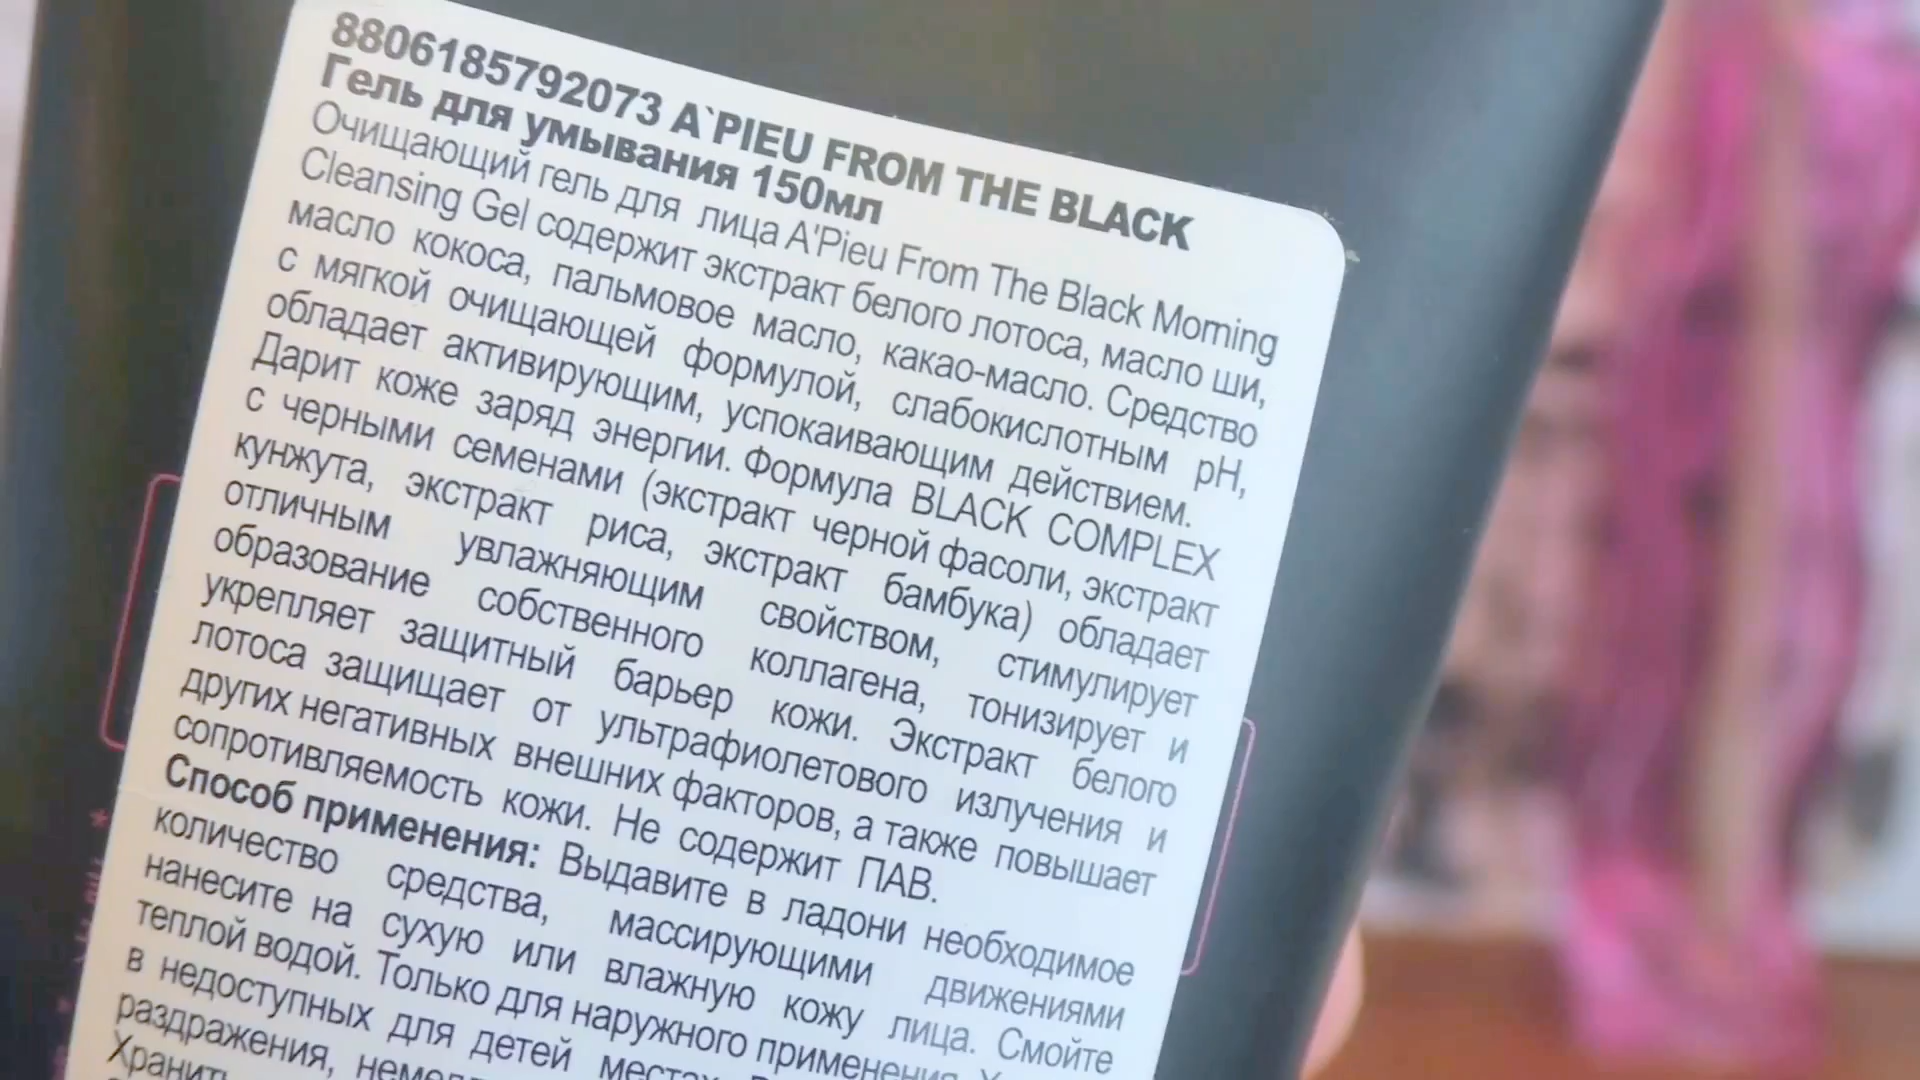 8806185792073 A`PIEU FROM THE BLACK
Гель для умывания 150мл
Очищающий гель для лица A'Pieu From The Black Morning
Cleansing Gel содержит экстракт белого лотоса, масло ши,
масло кокоса, пальмовое масло, какао-масло. Средство
с мягкой очищающей формулой, слабокислотным pH,
обладает активирующим, успокаивающим действием.
Дарит коже заряд энергии. Формула BLACK COMPLEX
с черными семенами (экстракт черной фасоли, экстракт
кунжута, экстракт риса, экстракт бамбука) обладает
отличным увлажняющим свойством, стимулирует
образование собственного коллагена, тонизирует и
укрепляет защитный барьер кожи. Экстракт белого
лотоса защищает от ультрафиолетового излучения и
других негативных внешних факторов, а также повышает
сопротивляемость кожи. Не содержит ПАВ.
Способ применения: Выдавите в ладони необходимое
количество средства, массирующими движениями
нанесите на сухую или влажную кожу лица. Смойте
теплой водой. Только для наружного применения.
в недоступных для детей местах.
раздражения,
Хранить